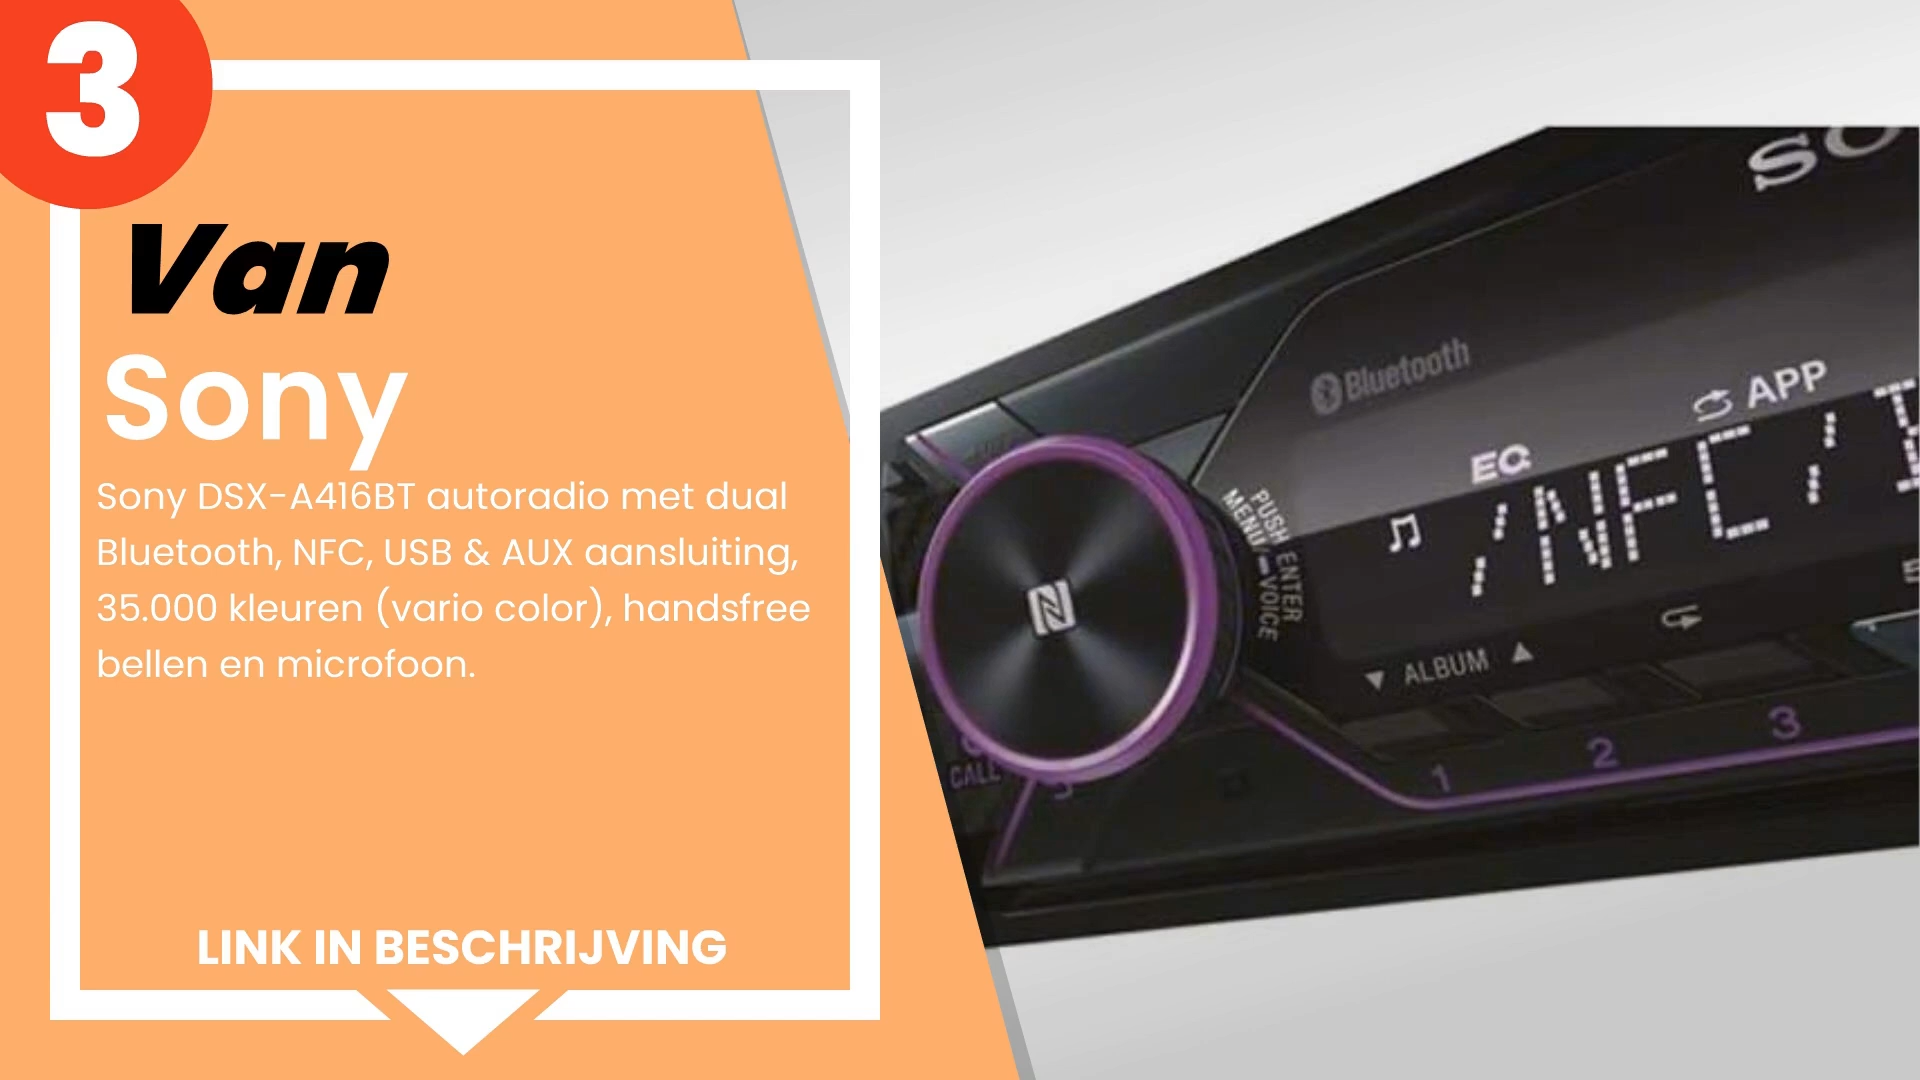 3
Van
Sony
Sony DSX-A416BT autoradio met dual
Bluetooth, NFC, USB & AUX aansluiting,
35.000 kleuren (vario color), handsfree
bellen en microfoon.
LINK IN BESCHRIJVING
SO
Bluetooth
APP
EQ
/NFC/
PUSH ENTER
MENU/ VOICE
ALBUM
CALL
1 2 3